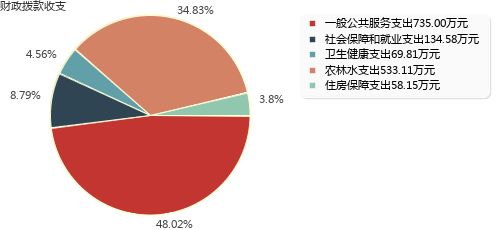 财政拨款收支
34.83%
4.56%
8.79%
3.8%
48.02%
一般公共服务支出735.00万元
社会保障和就业支出134.58万元
卫生健康支出69.81万元
农林水支出533.11万元
住房保障支出58.15万元